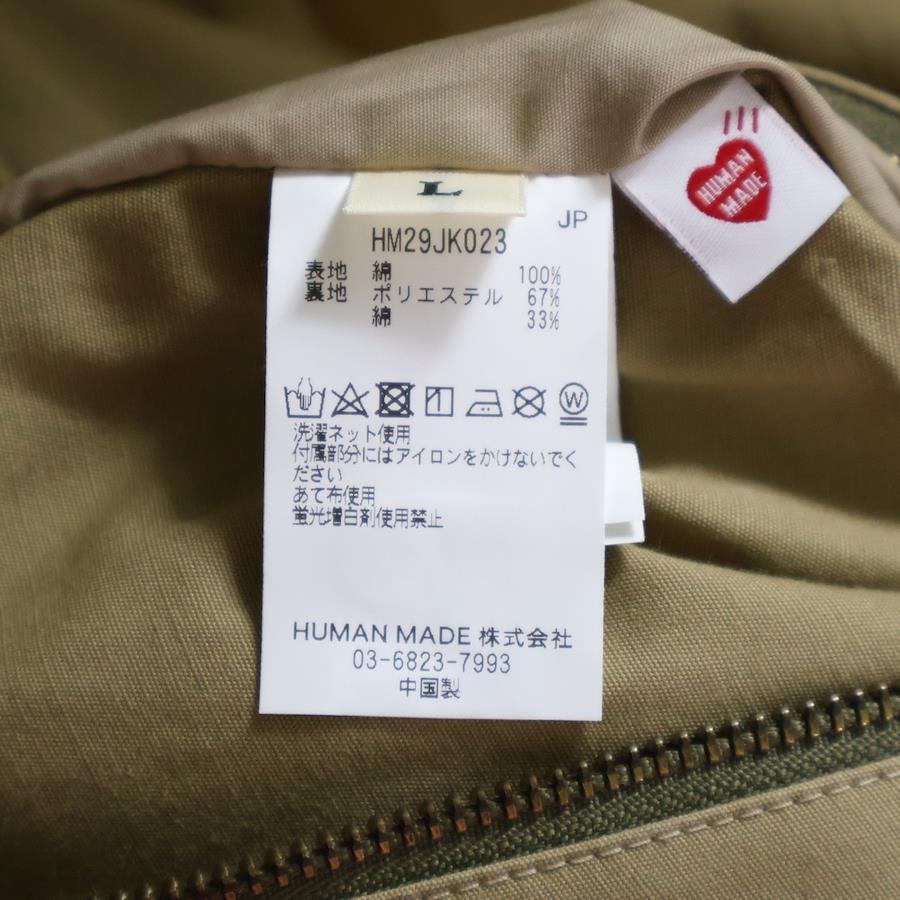 L
JP
HUMAN
MADE
HM29JK023
表地 綿 100%
裏地 ポリエステル 67%
綿 33%
W
洗濯ネット使用
付属部分にはアイロンをかけないでく
ださい
あて布使用
蛍光増白剤使用禁止
HUMAN MADE 株式会社
03-6823-7993
中国製